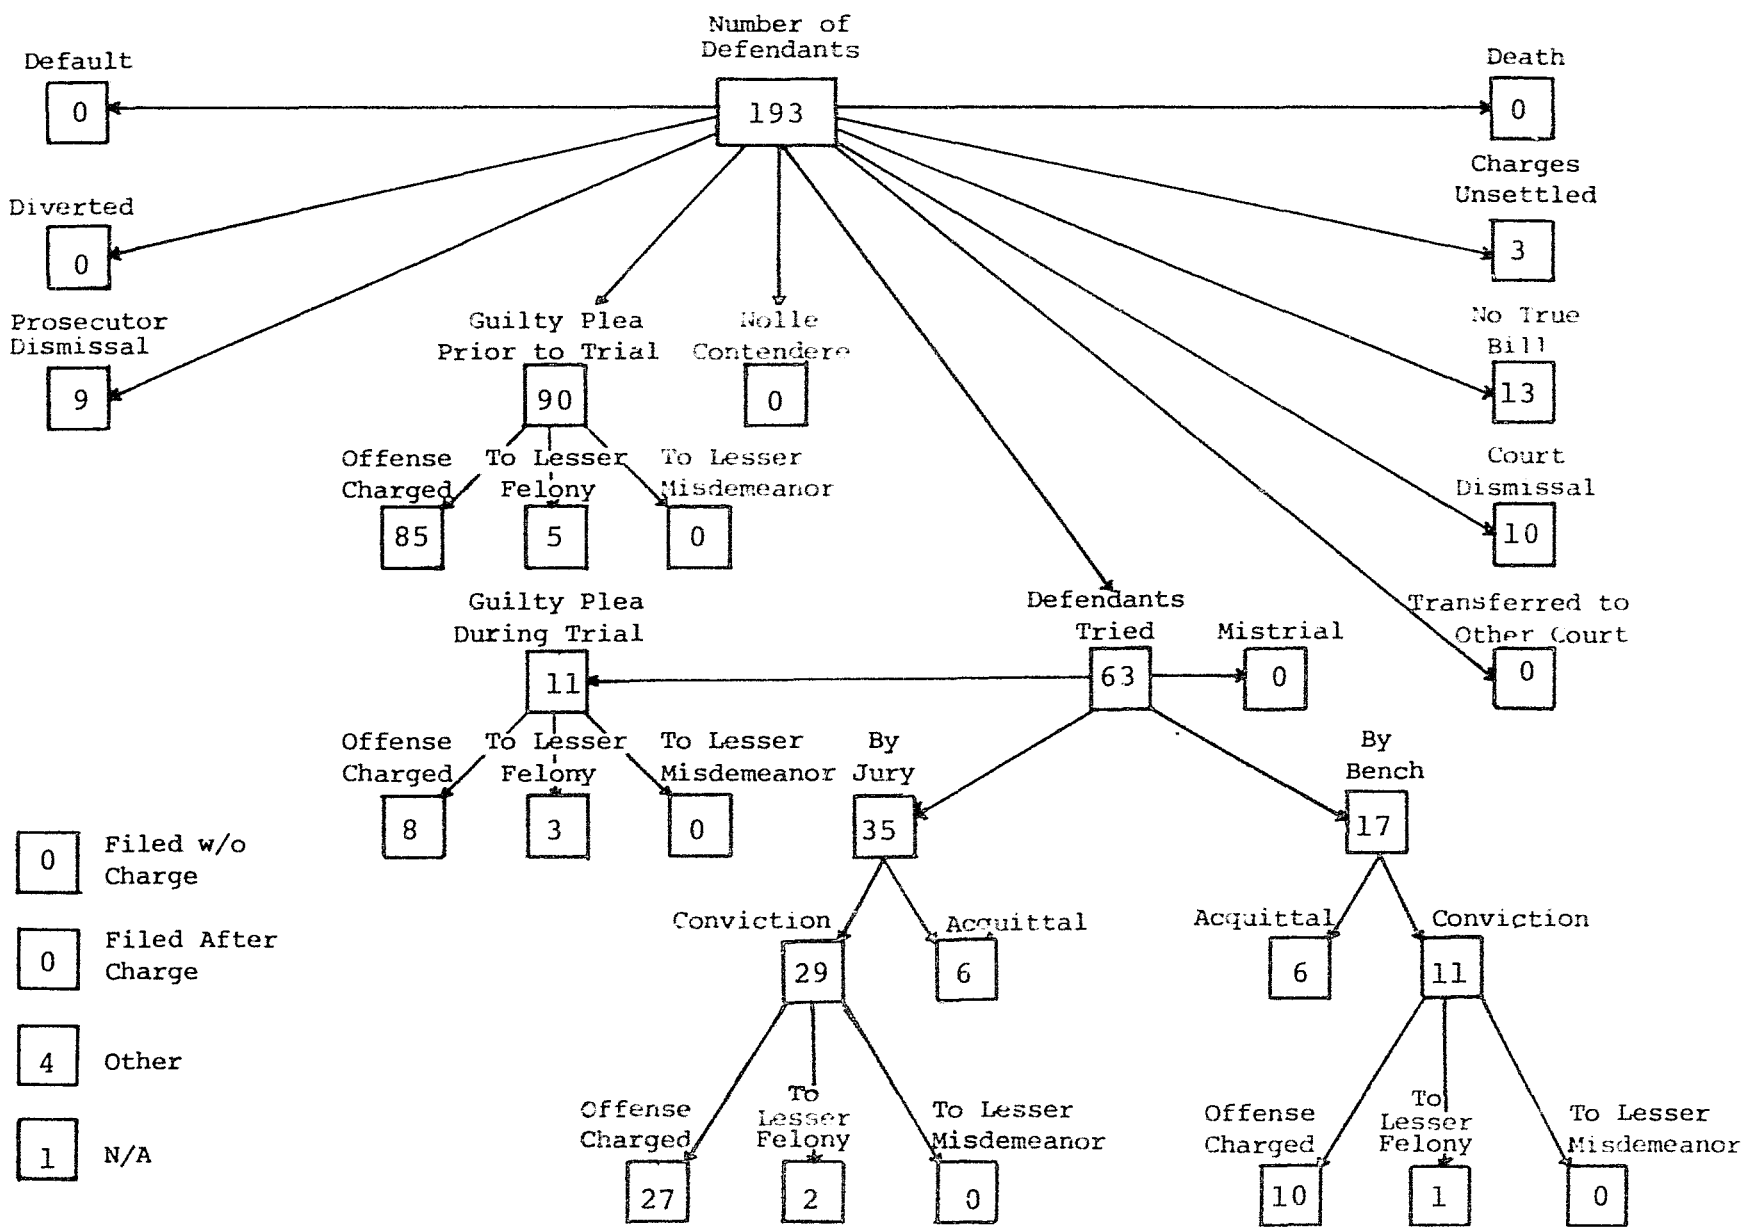 Number of
Defendants
193
Default
0
Death
0
Diverted
0
Charges
Unsettled
3
Prosecutor
Dismissal
9
Guilty Plea
Prior to Trial
90
Nolle
Contendere
0
No True
Bill
13
Offense
Charged
85
To Lesser
Felony
5
To Lesser
Misdemeanor
0
Court
Dismissal
10
Guilty Plea
During Trial
11
Defendants
Tried
63
Mistrial
0
Transferred to
Other Court
0
Offense
Charged
8
To Lesser
Felony
3
To Lesser
Misdemeanor
0
By
Jury
35
By
Bench
17
0
Filed w/o
Charge
0
Filed After
Charge
4
Other
1
N/A
Conviction
29
Acquittal
6
Acquittal
6
Conviction
11
Offense
Charged
27
To
Lesser
Felony
2
To Lesser
Misdemeanor
0
Offense
Charged
10
To
Lesser
Felony
1
To Lesser
Misdemeanor
0